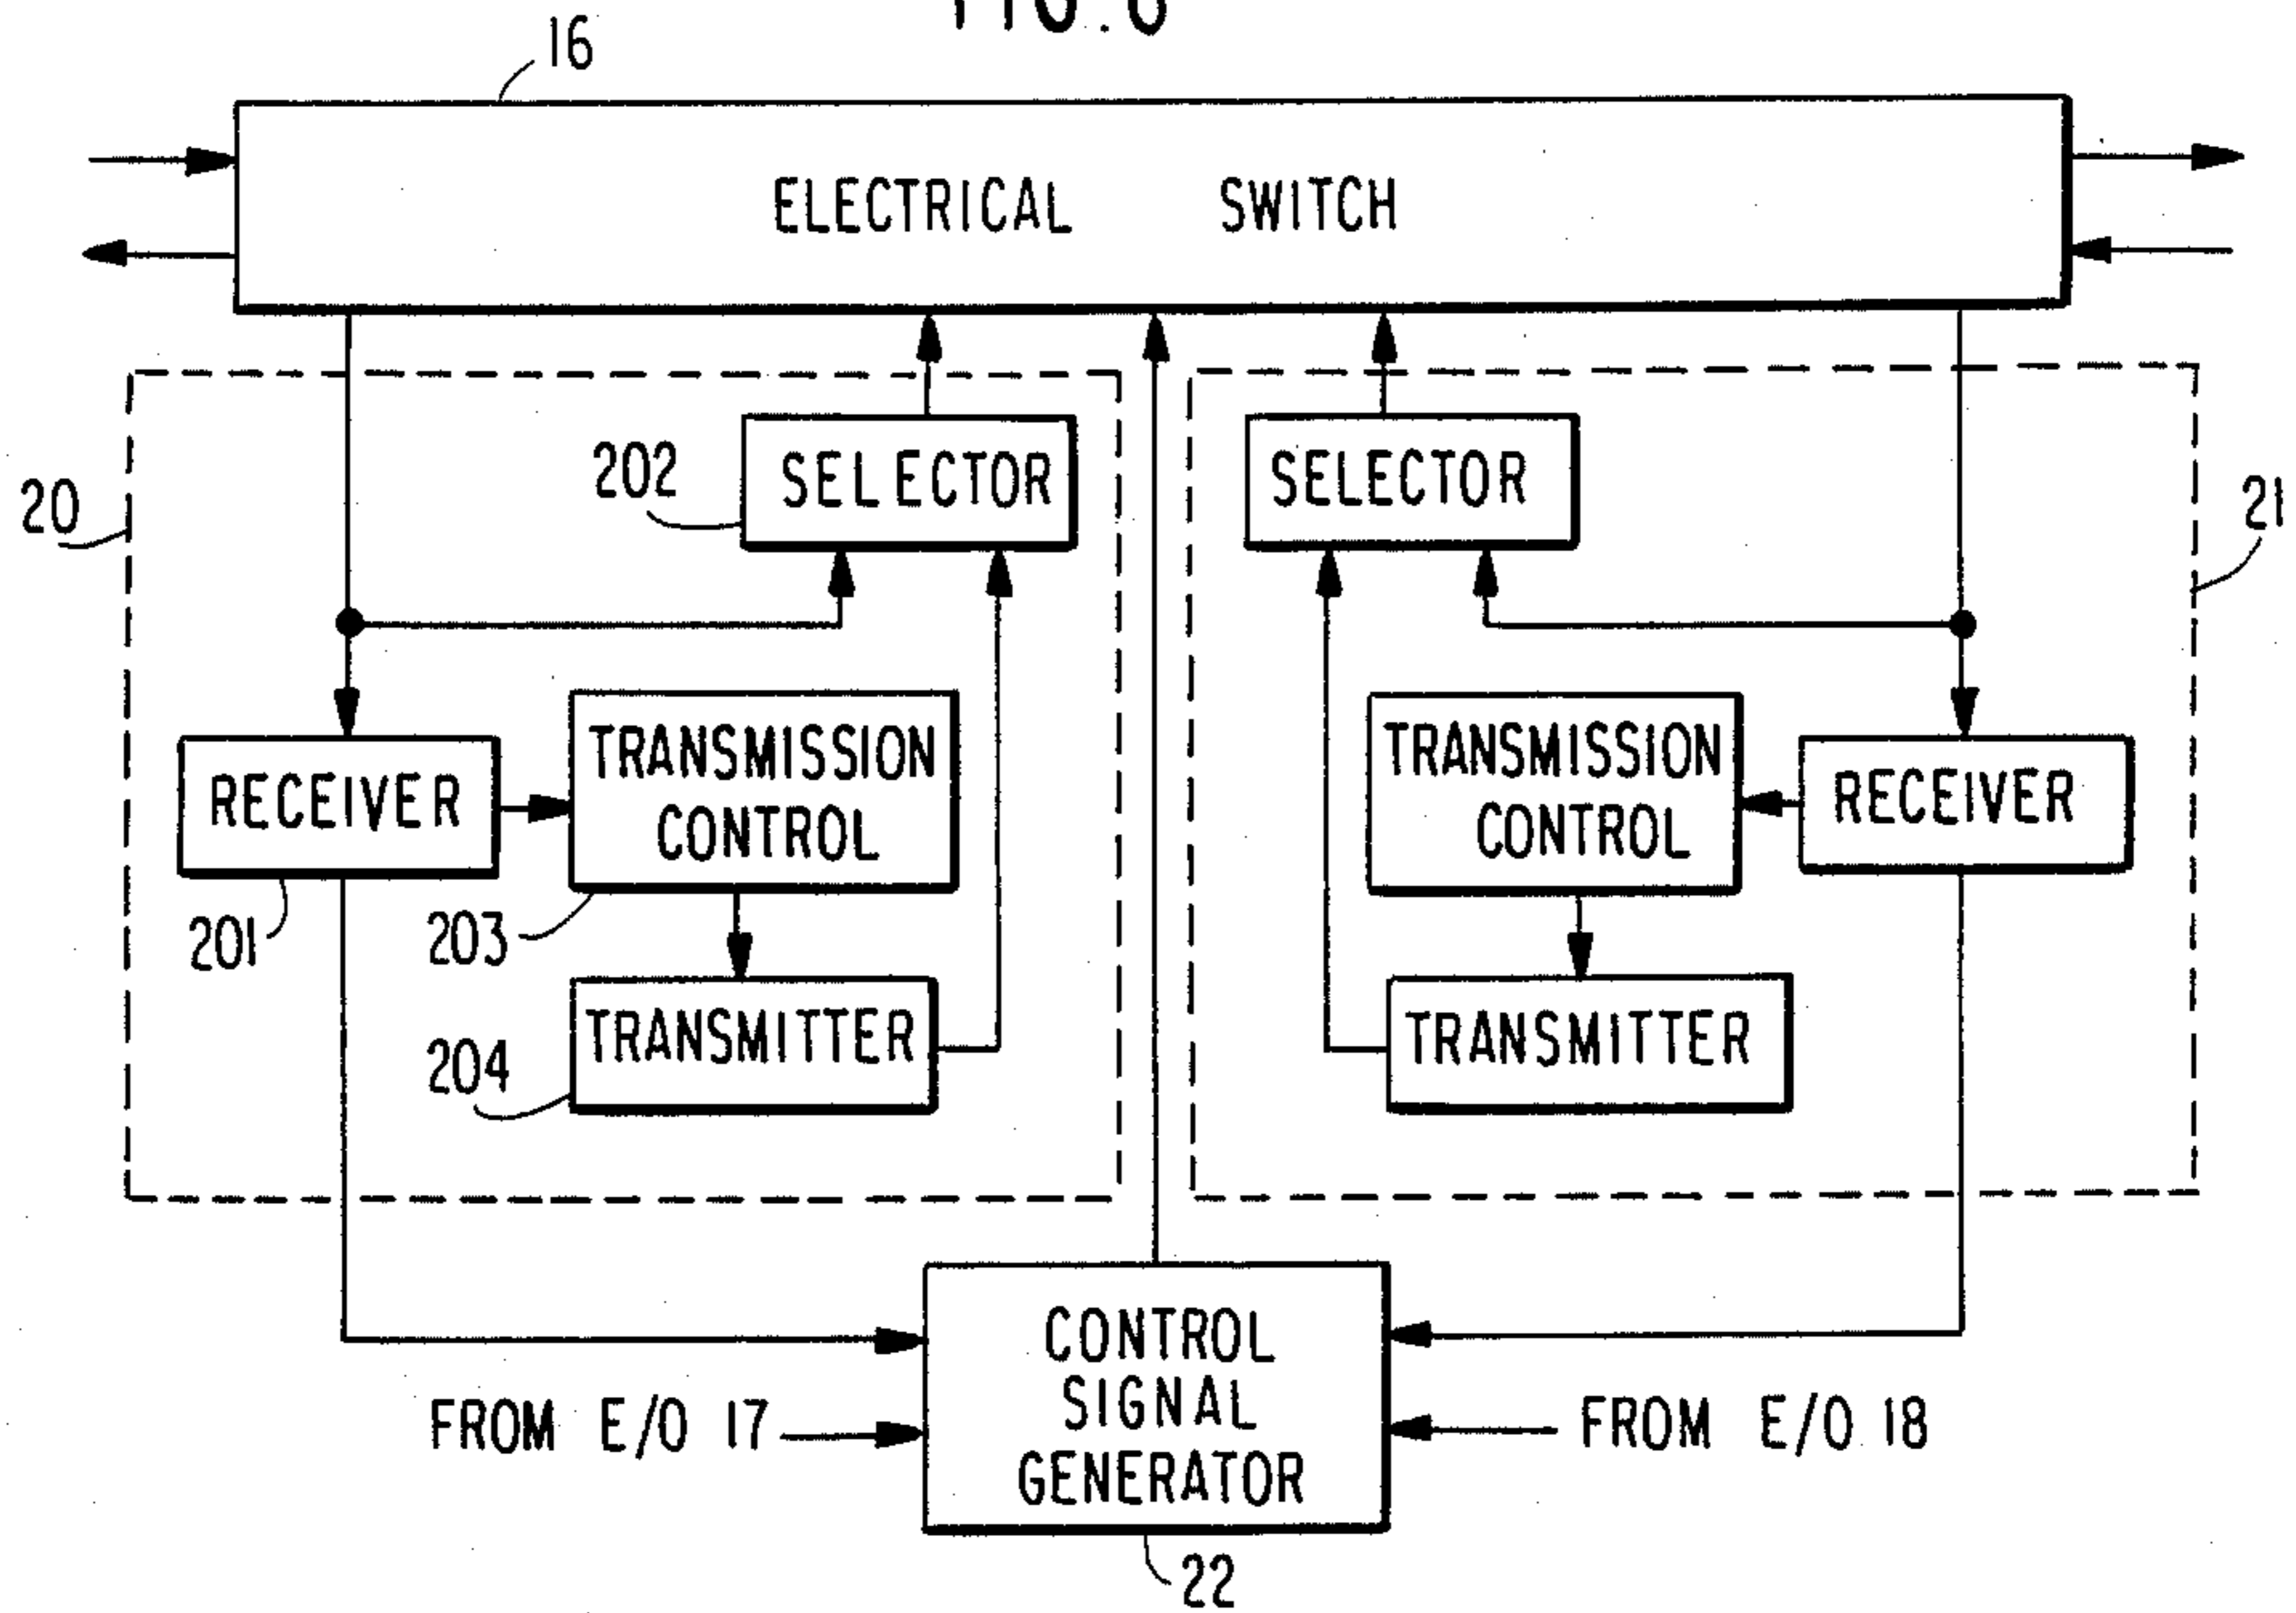 16
ELECTRICAL SWITCH
202
SELECTOR
SELECTOR
20
21
TRANSMISSION
CONTROL
TRANSMISSION
CONTROL
RECEIVER
RECEIVER
201
203
TRANSMITTER
TRANSMITTER
204
CONTROL
SIGNAL
GENERATOR
FROM E/O 17
FROM E/O 18
22